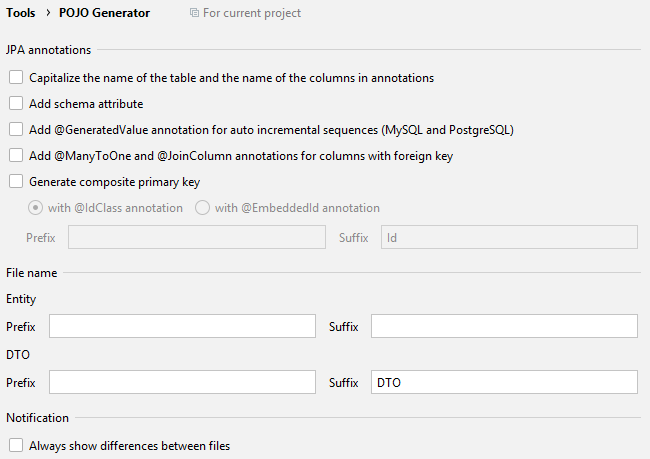 Tools › POJO Generator For current project
JPA annotations
Capitalize the name of the table and the name of the columns in annotations
Add schema attribute
Add @GeneratedValue annotation for auto incremental sequences (MySQL and PostgreSQL)
Add @ManyToOne and @JoinColumn annotations for columns with foreign key
Generate composite primary key
with @IdClass annotation with @EmbeddedId annotation
Prefix Suffix Id
File name
Entity
Prefix Suffix
DTO
Prefix Suffix DTO
Notification
Always show differences between files